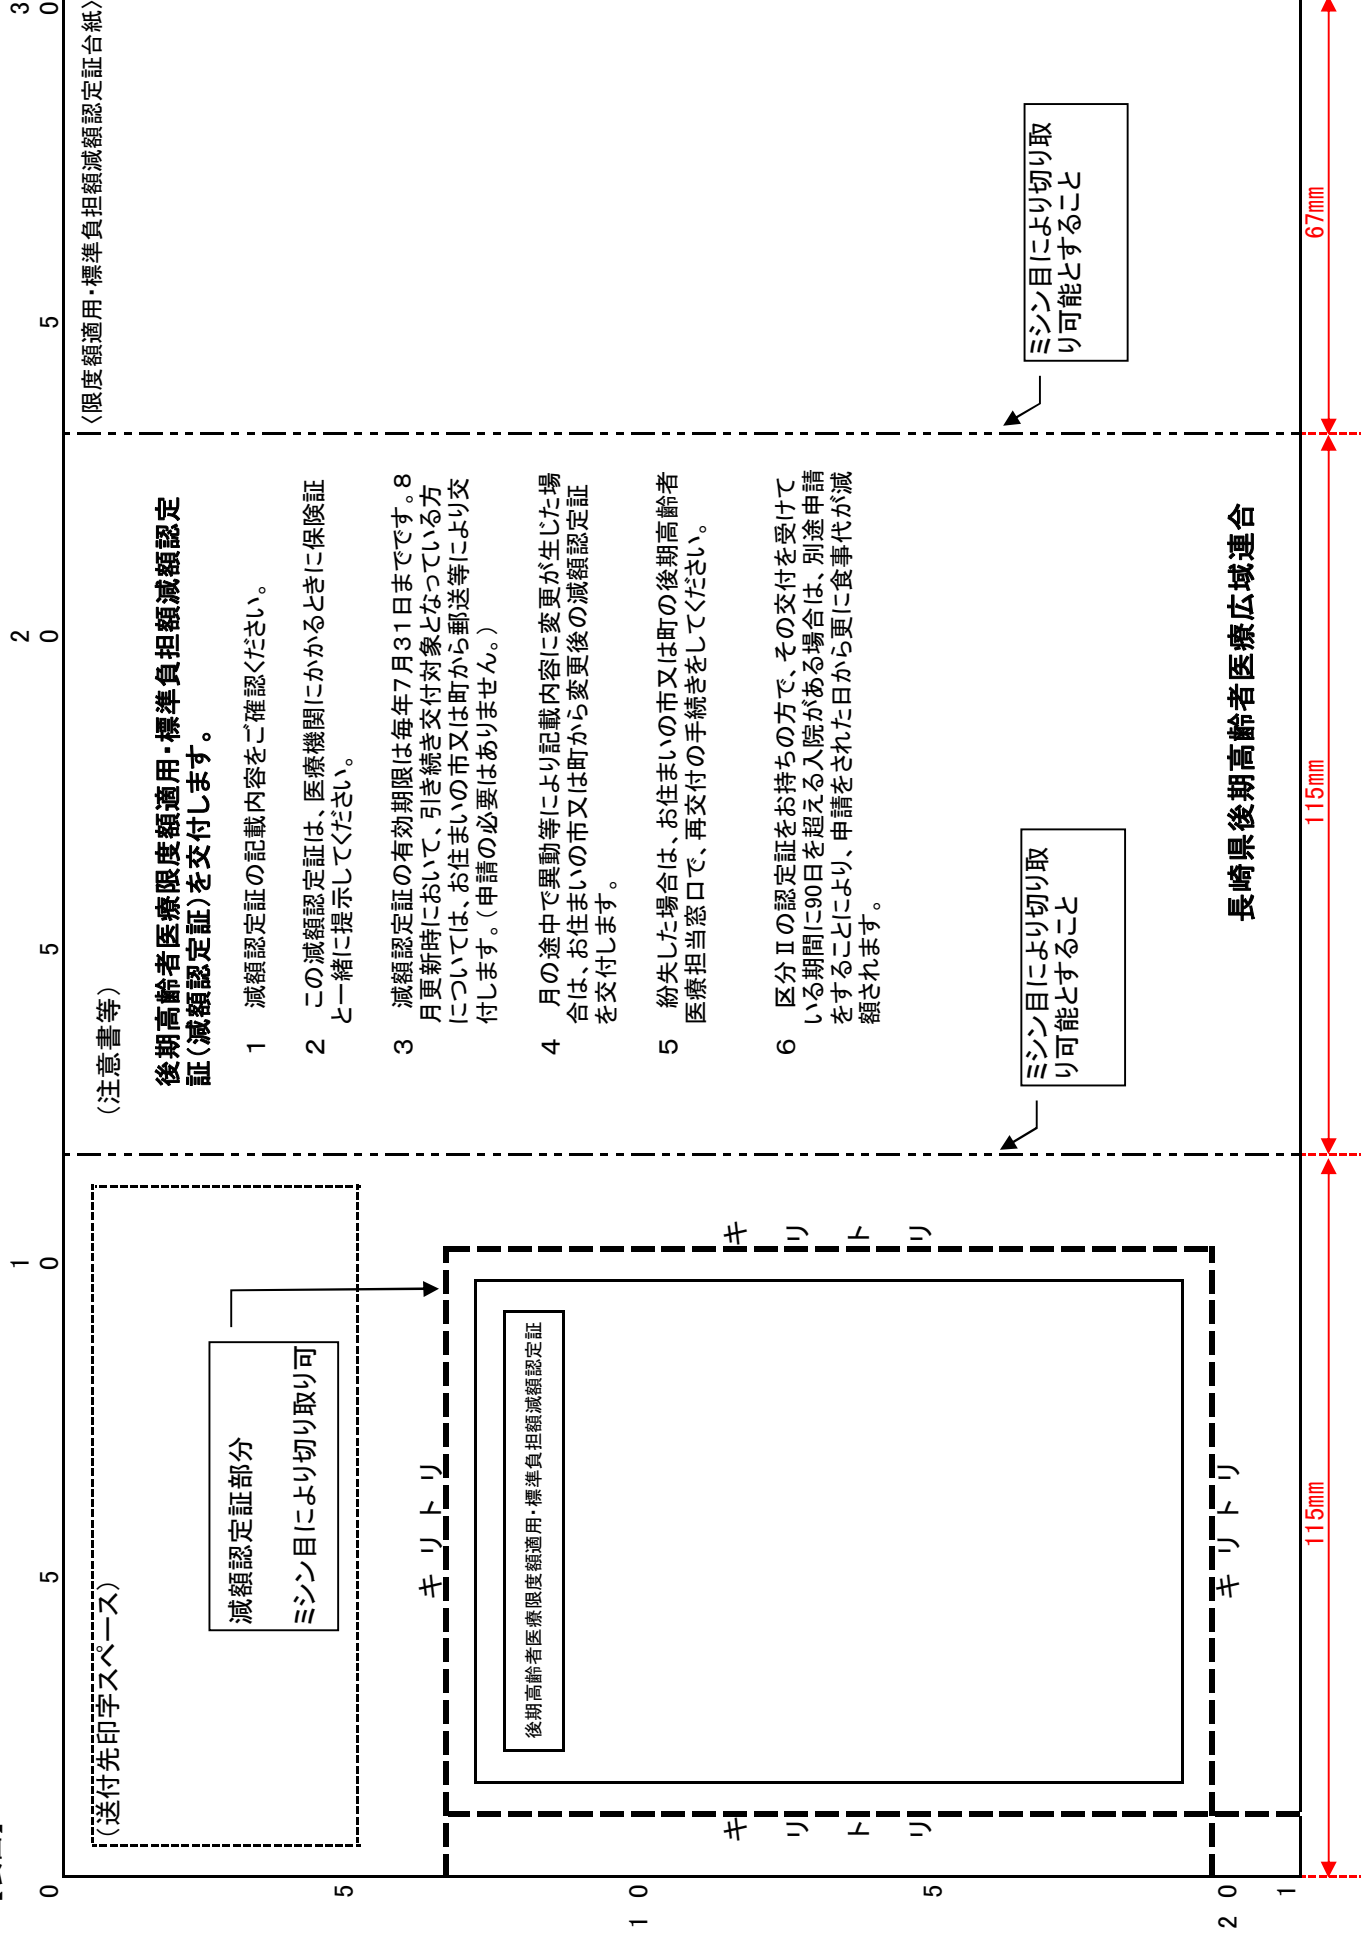 〈限度額適用・標準負担額減額認定証台紙〉
0
5
1 0
5
2 0
5
3 0
(送付先印字スペース)
減額認定証部分
ミシン目により切り取り可
キ リ ト リ
キ リ ト リ
キ リ ト リ
キ リ ト リ
後期高齢者医療限度額適用・標準負担額減額認定証
(注意書等)
後期高齢者医療限度額適用・標準負担額減額認定
証(減額認定証)を交付します。
1 減額認定証の記載内容をご確認ください。
2 この減額認定証は、医療機関にかかるときに保険証
と一緒に提示してください。
3 減額認定証の有効期限は毎年7月31日までです。8
月更新時において、引き続き交付対象となっている方
については、お住まいの市又は町から郵送等により交
付します。(申請の必要はありません。)
4 月の途中で異動等により記載内容に変更が生じた場
合は、お住まいの市又は町から変更後の減額認定証
を交付します。
5 紛失した場合は、お住まいの市又は町の後期高齢者
医療担当窓口で、再交付の手続きをしてください。
6 区分Ⅱの認定証をお持ちの方で、その交付を受けて
いる期間に90日を超える入院がある場合は、別途申請
をすることにより、申請をされた日から更に食事代が減
額されます。
ミシン目により切り取
り可能とすること
長崎県後期高齢者医療広域連合
ミシン目により切り取
り可能とすること
5
1 0
5
2 0
1
115mm
115mm
67mm